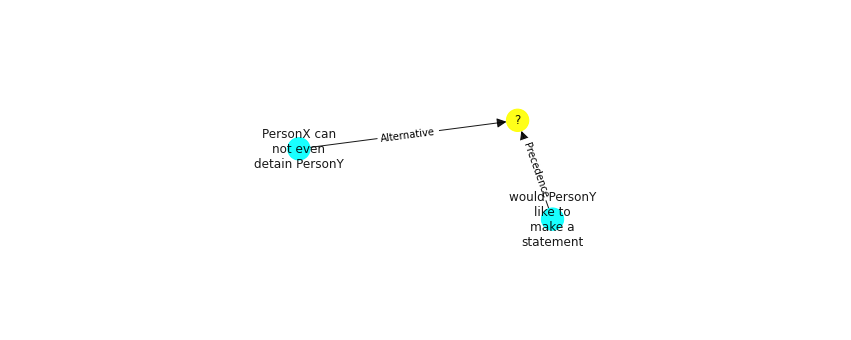 ?
PersonX can
not even
detain PersonY
Alternative
Precedence
would PersonY
like to
make a
statement